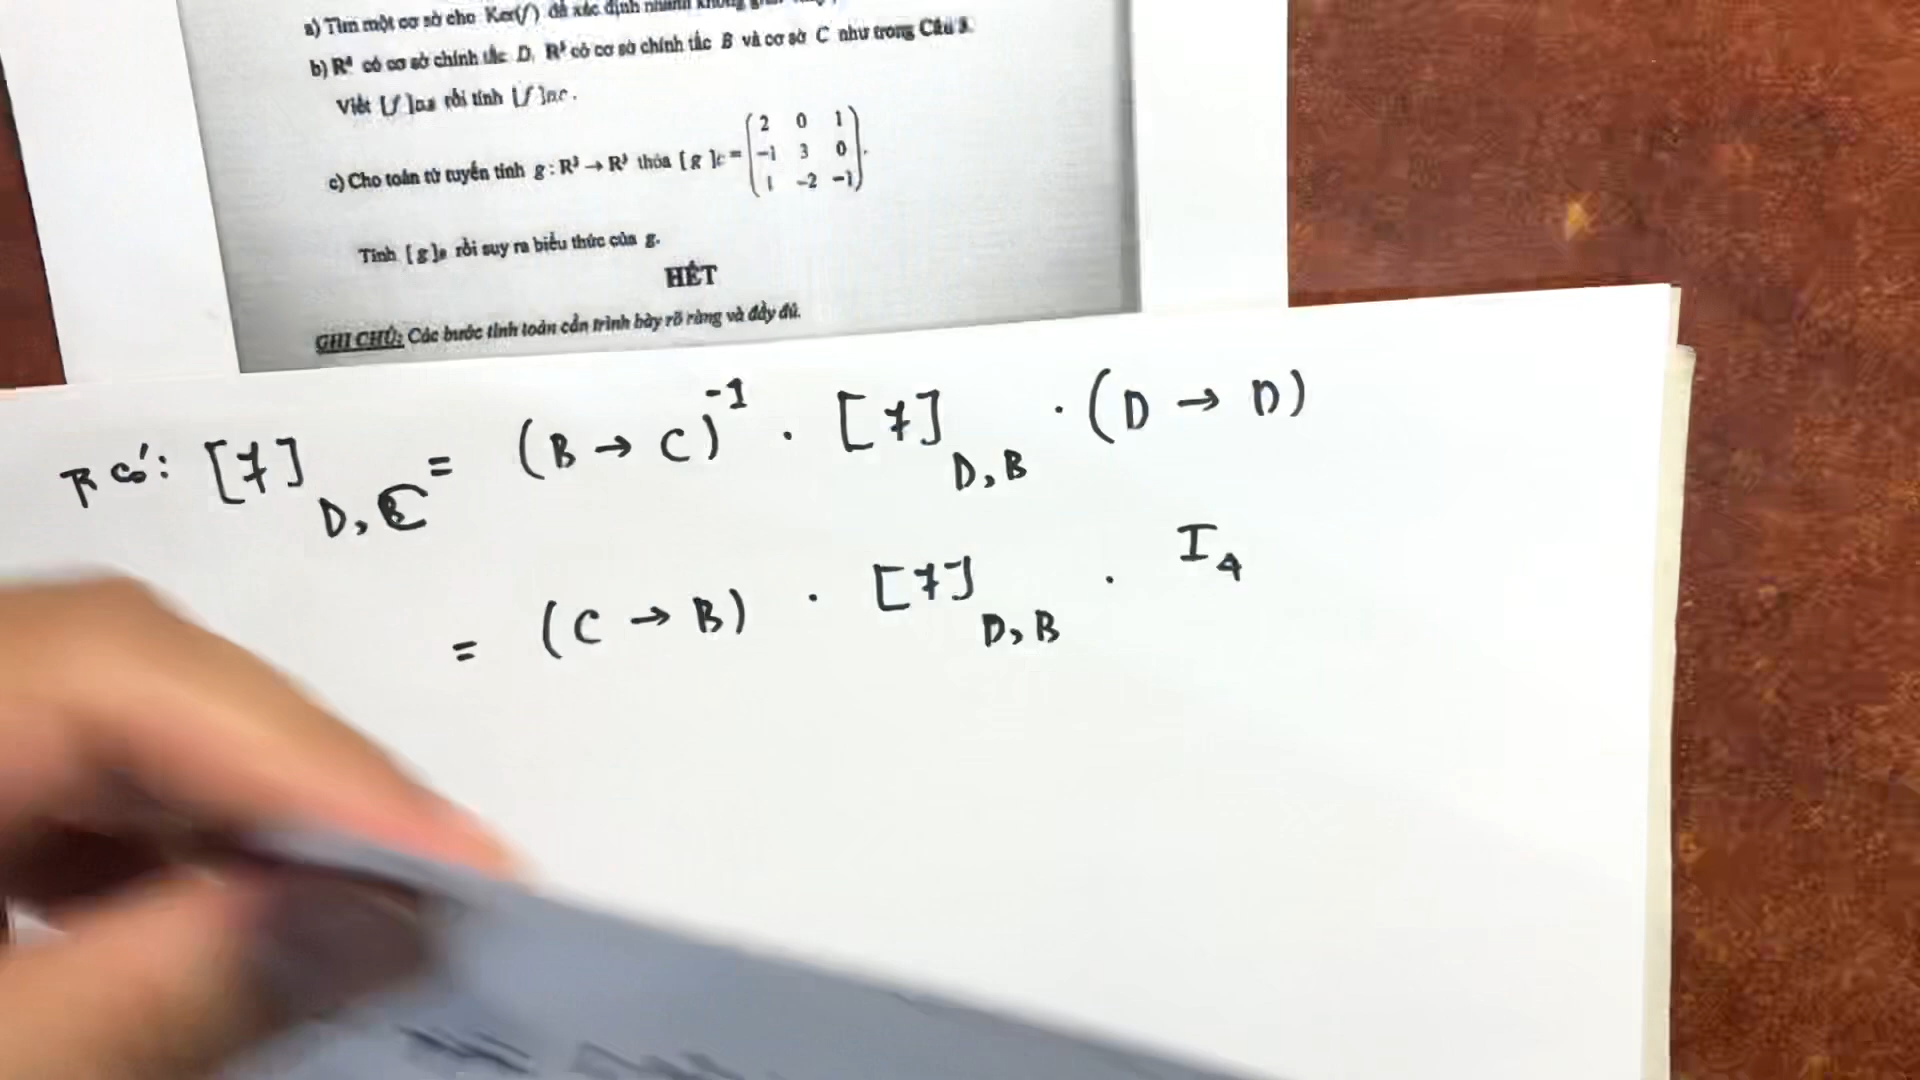 a) Tìm một cơ sở cho Ker(f) để xác định nhanh không
b) R⁴ có cơ sở chính tắc D, R³ có cơ sở chính tắc B và cơ sở C như trong Câu 3.
Viết [f]D,B rồi tính [f]D,C.
c) Cho toán tử tuyến tính g : R³ → R³ thỏa [g]C = ( 2 0 1
-1 3 0
1 -2 -1 ).
Tính [g]B rồi suy ra biểu thức của g.
HẾT
GHI CHÚ: Các bước tính toán cần trình bày rõ ràng và đầy đủ.
Ta có: [f] D, C = (B → C)⁻¹ . [f] D, B . (D → D)
= (C → B) . [f] D, B . I₄